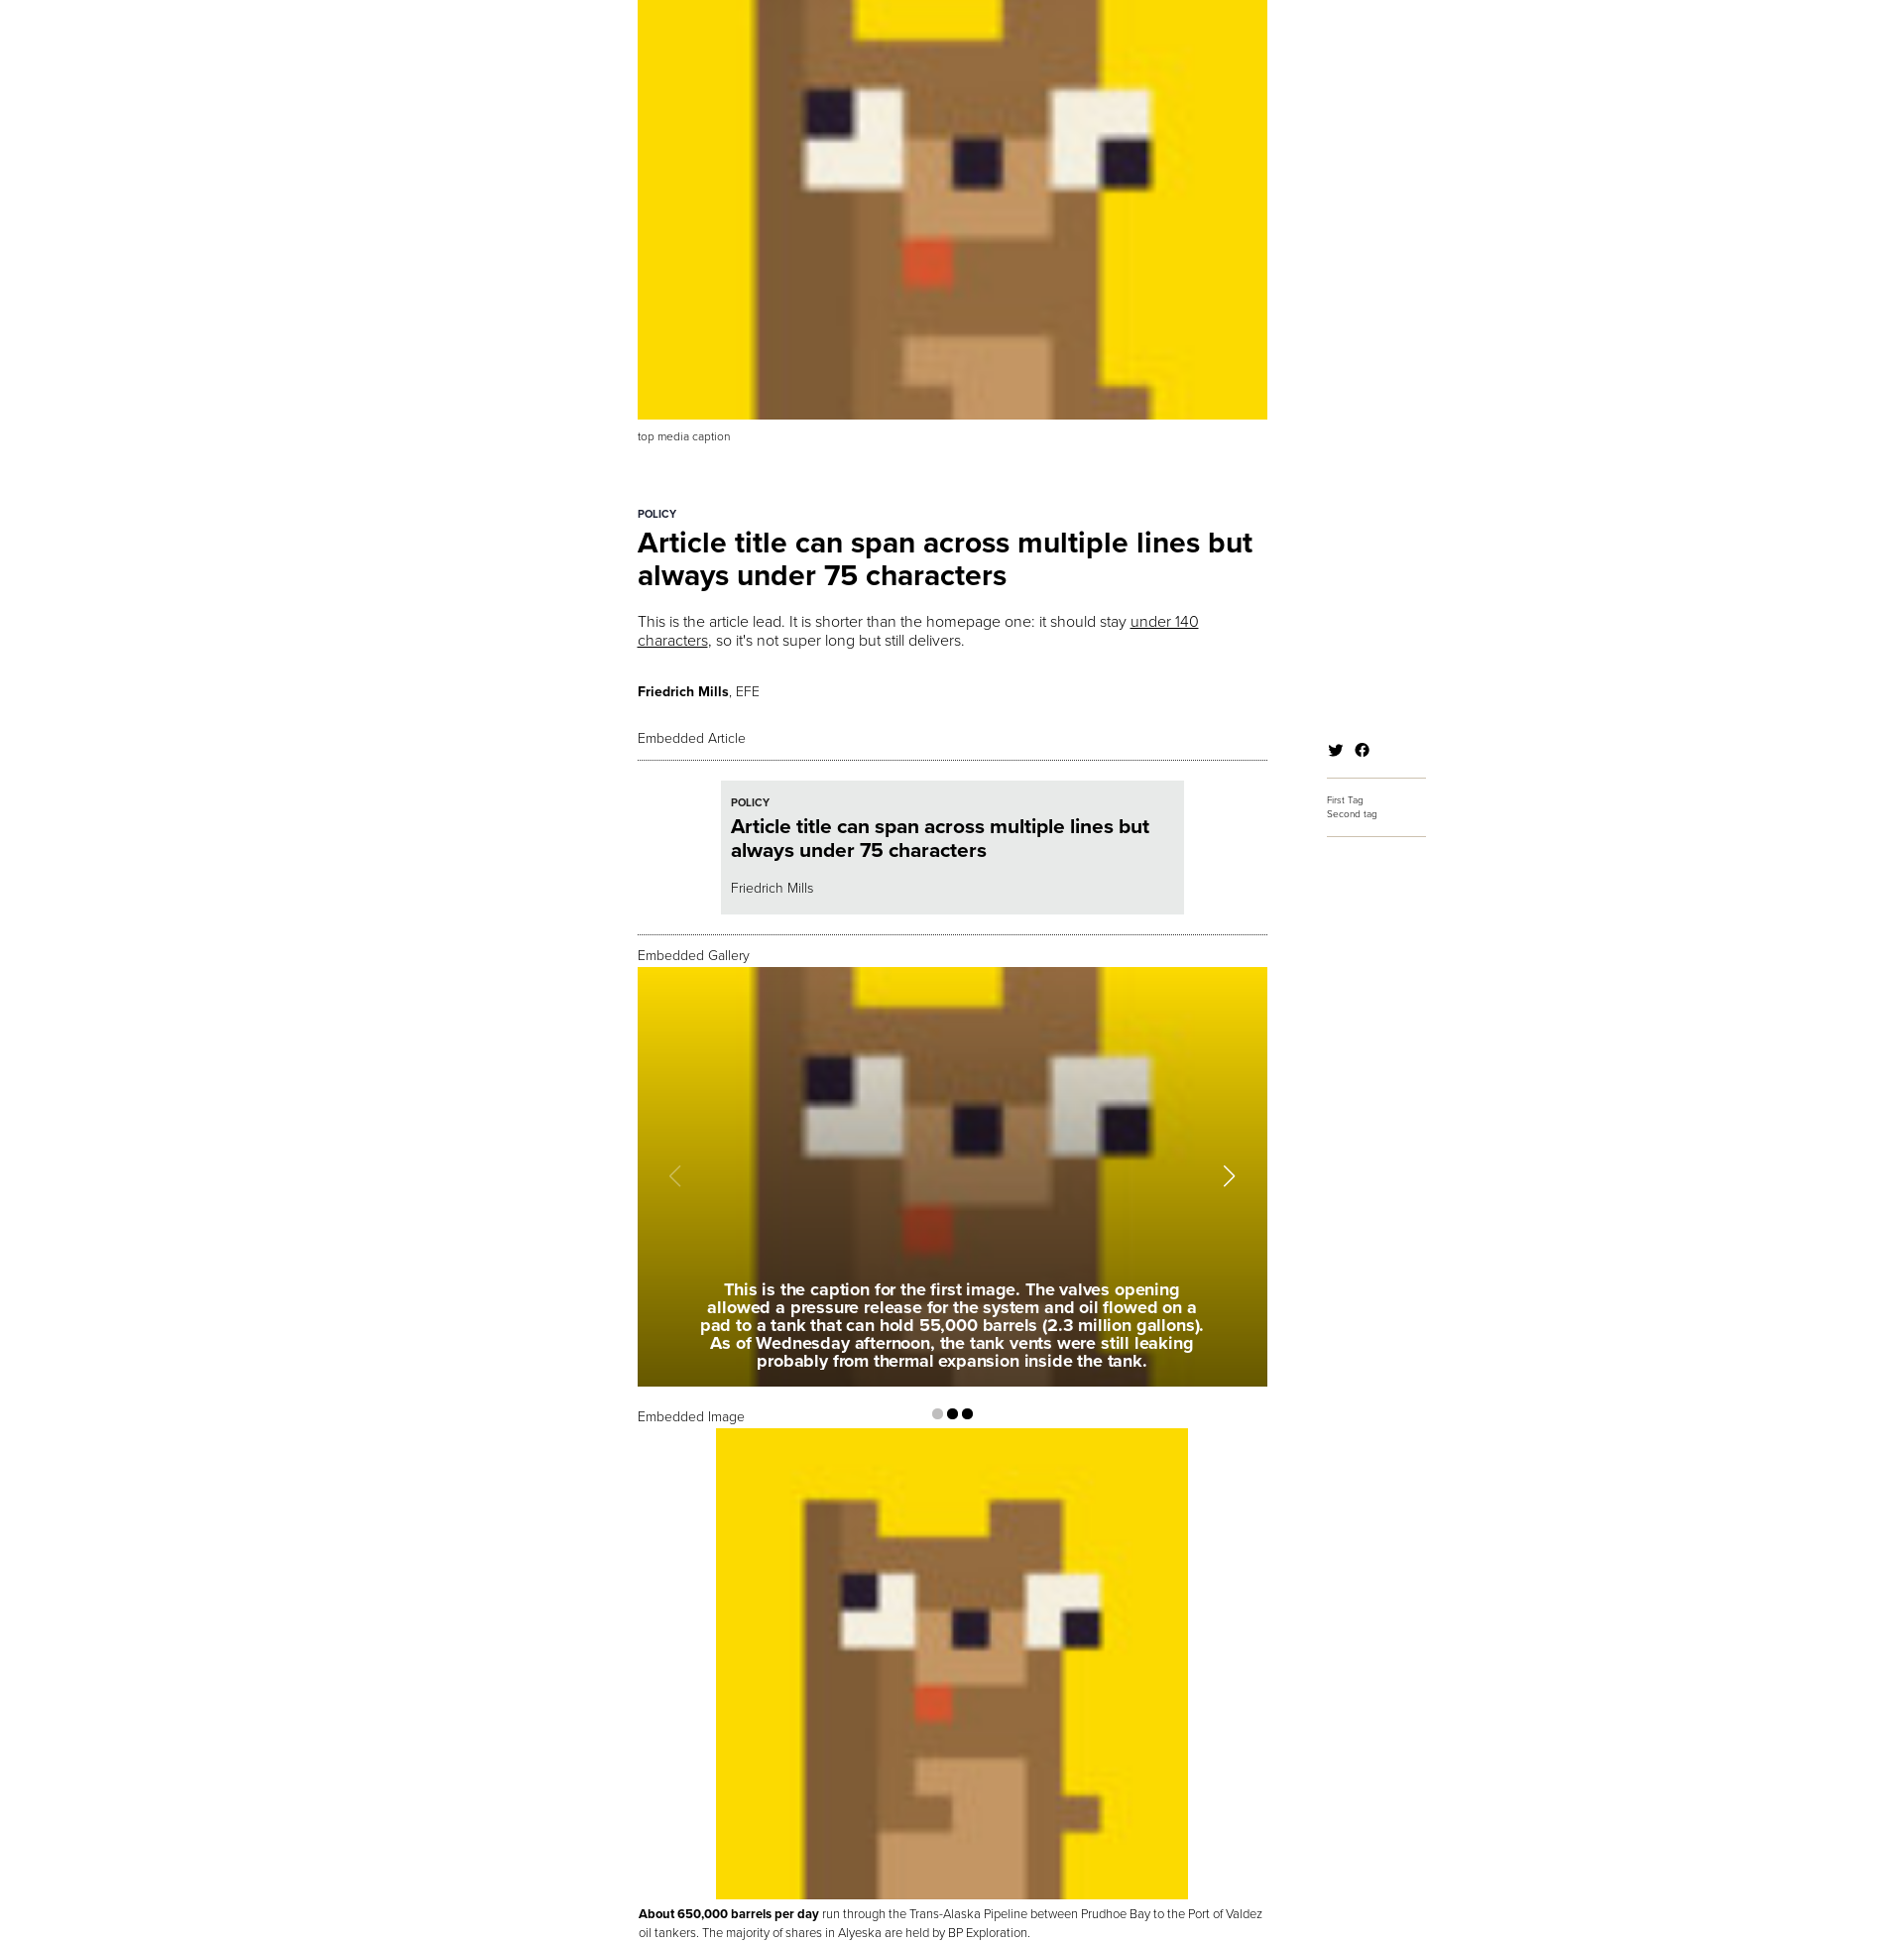 top media caption
POLICY
Article title can span across multiple lines but
always under 75 characters
This is the article lead. It is shorter than the homepage one: it should stay under 140
characters, so it's not super long but still delivers.
Friedrich Mills, EFE
Embedded Article
First Tag
Second tag
POLICY
Article title can span across multiple lines but
always under 75 characters
Friedrich Mills
Embedded Gallery
This is the caption for the first image. The valves opening
allowed a pressure release for the system and oil flowed on a
pad to a tank that can hold 55,000 barrels (2.3 million gallons).
As of Wednesday afternoon, the tank vents were still leaking
probably from thermal expansion inside the tank.
Embedded Image
About 650,000 barrels per day run through the Trans-Alaska Pipeline between Prudhoe Bay to the Port of Valdez
oil tankers. The majority of shares in Alyeska are held by BP Exploration.